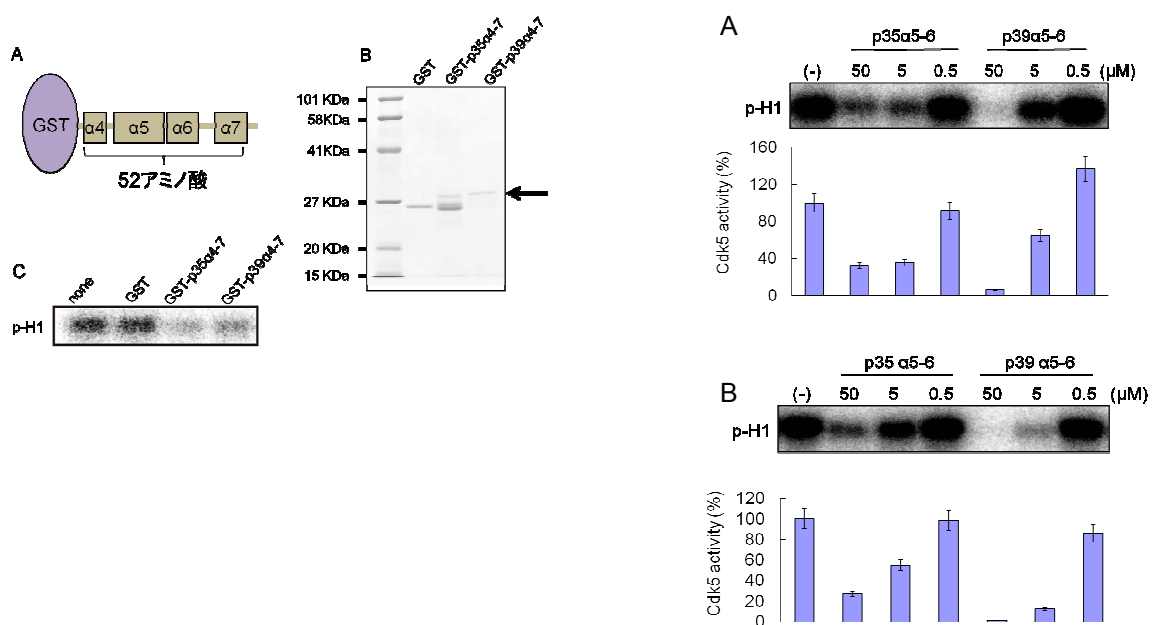 A
GST
α4
α5
α6
α7
52アミノ酸
B
GST
GST-p35α4-7
GST-p39α4-7
101 KDa
58KDa
41KDa
27 KDa
20 KDa
15 KDa
C
none
GST
GST-p35α4-7
GST-p39α4-7
p-H1
A
p35α5-6
p39α5-6
(-) 50 5 0.5 50 5 0.5 (μM)
p-H1
Cdk5 activity (%)
160
120
80
40
0
B
p35 α5-6
p39 α5-6
(-) 50 5 0.5 50 5 0.5 (μM)
p-H1
Cdk5 activity (%)
120
100
80
60
40
20
0